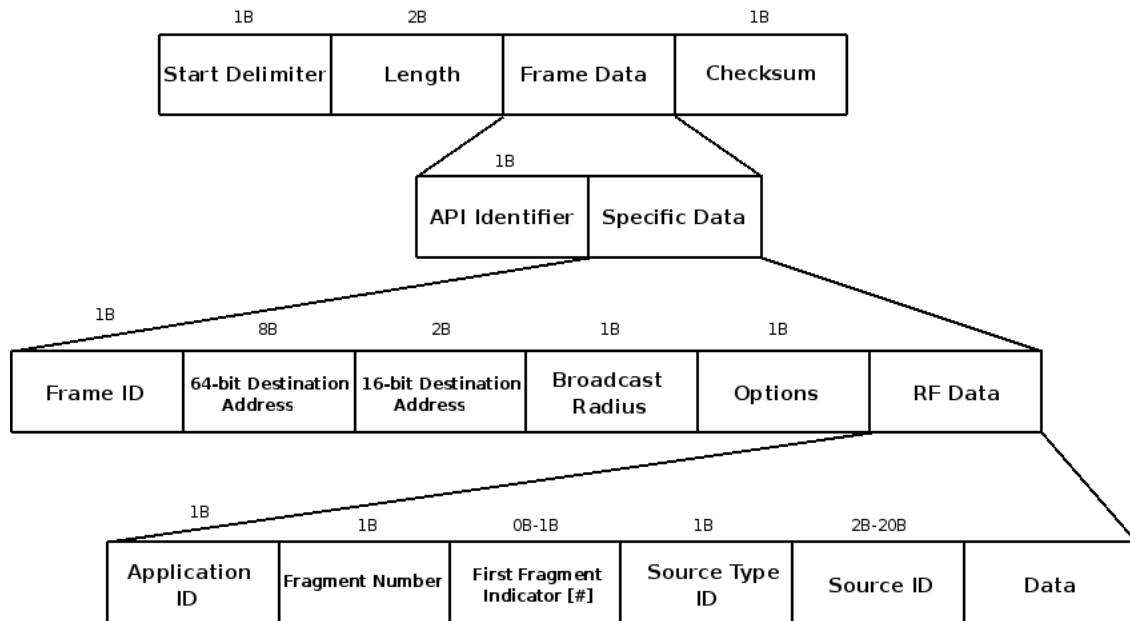 1B 2B 1B
Start Delimiter Length Frame Data Checksum
1B
API Identifier Specific Data
1B 8B 2B 1B 1B
Frame ID 64-bit Destination Address 16-bit Destination Address Broadcast Radius Options RF Data
1B 1B 0B-1B 1B 2B-20B
Application ID Fragment Number First Fragment Indicator [#] Source Type ID Source ID Data